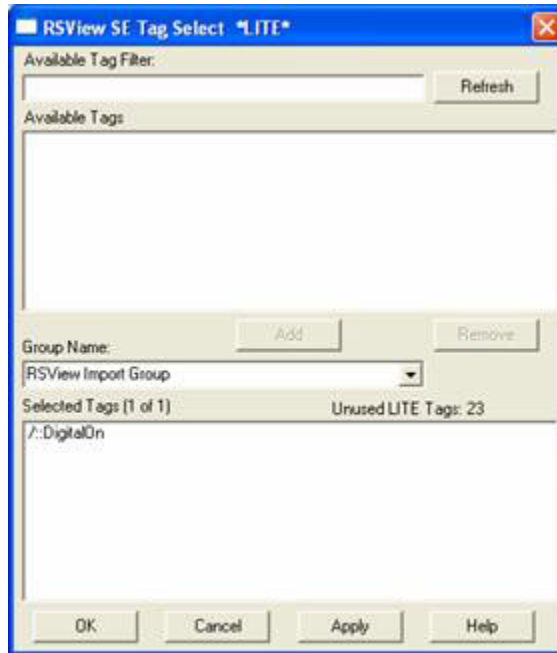 RSView SE Tag Select *LITE*
Available Tag Filter:
Refresh
Available Tags
Add
Remove
Group Name:
RSView Import Group
Selected Tags (1 of 1)
Unused LITE Tags: 23
/::DigitalOn
OK
Cancel
Apply
Help